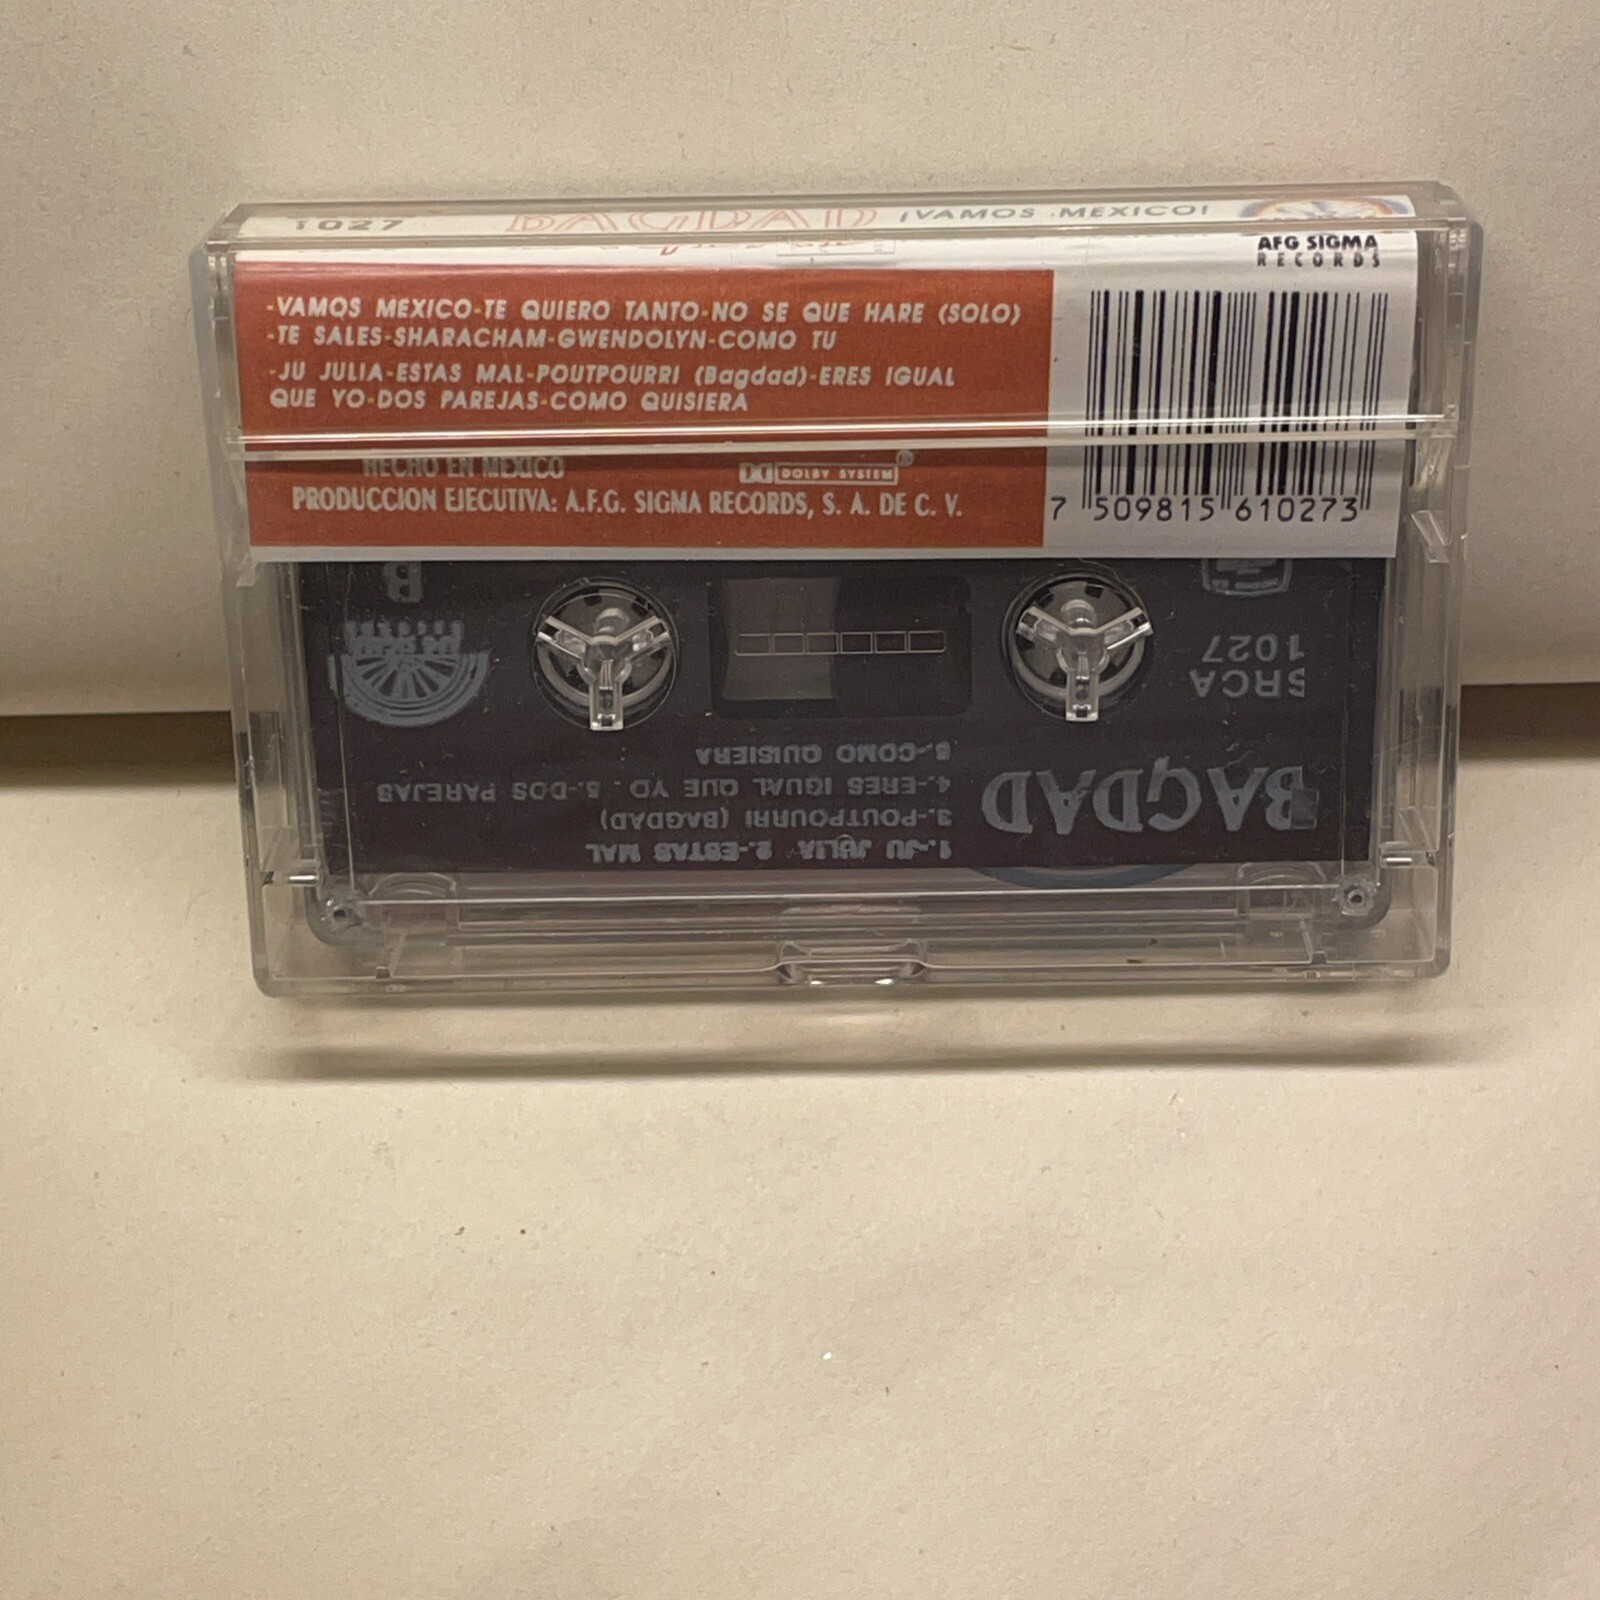 1027 BAGDAD ¡VAMOS MEXICO!
AFG SIGMA
RECORDS
-VAMOS MEXICO-TE QUIERO TANTO-NO SE QUE HARE (SOLO)
-TE SALES-SHARACHAM-GWENDOLYN-COMO TU
-JU JULIA-ESTAS MAL-POUTPOURRI (Bagdad)-ERES IGUAL
QUE YO-DOS PAREJAS-COMO QUISIERA
HECHO EN MEXICO DOLBY SYSTEM®
PRODUCCION EJECUTIVA: A.F.G. SIGMA RECORDS, S. A. DE C. V.
7 509815 610273
B
SRCA
1027
BAGDAD
1.-JU JULIA 2.-ESTAS MAL
3.-POUTPOURRI (BAGDAD)
4.-ERES IGUAL QUE YO . 5.-DOS PAREJAS
6.-COMO QUISIERA